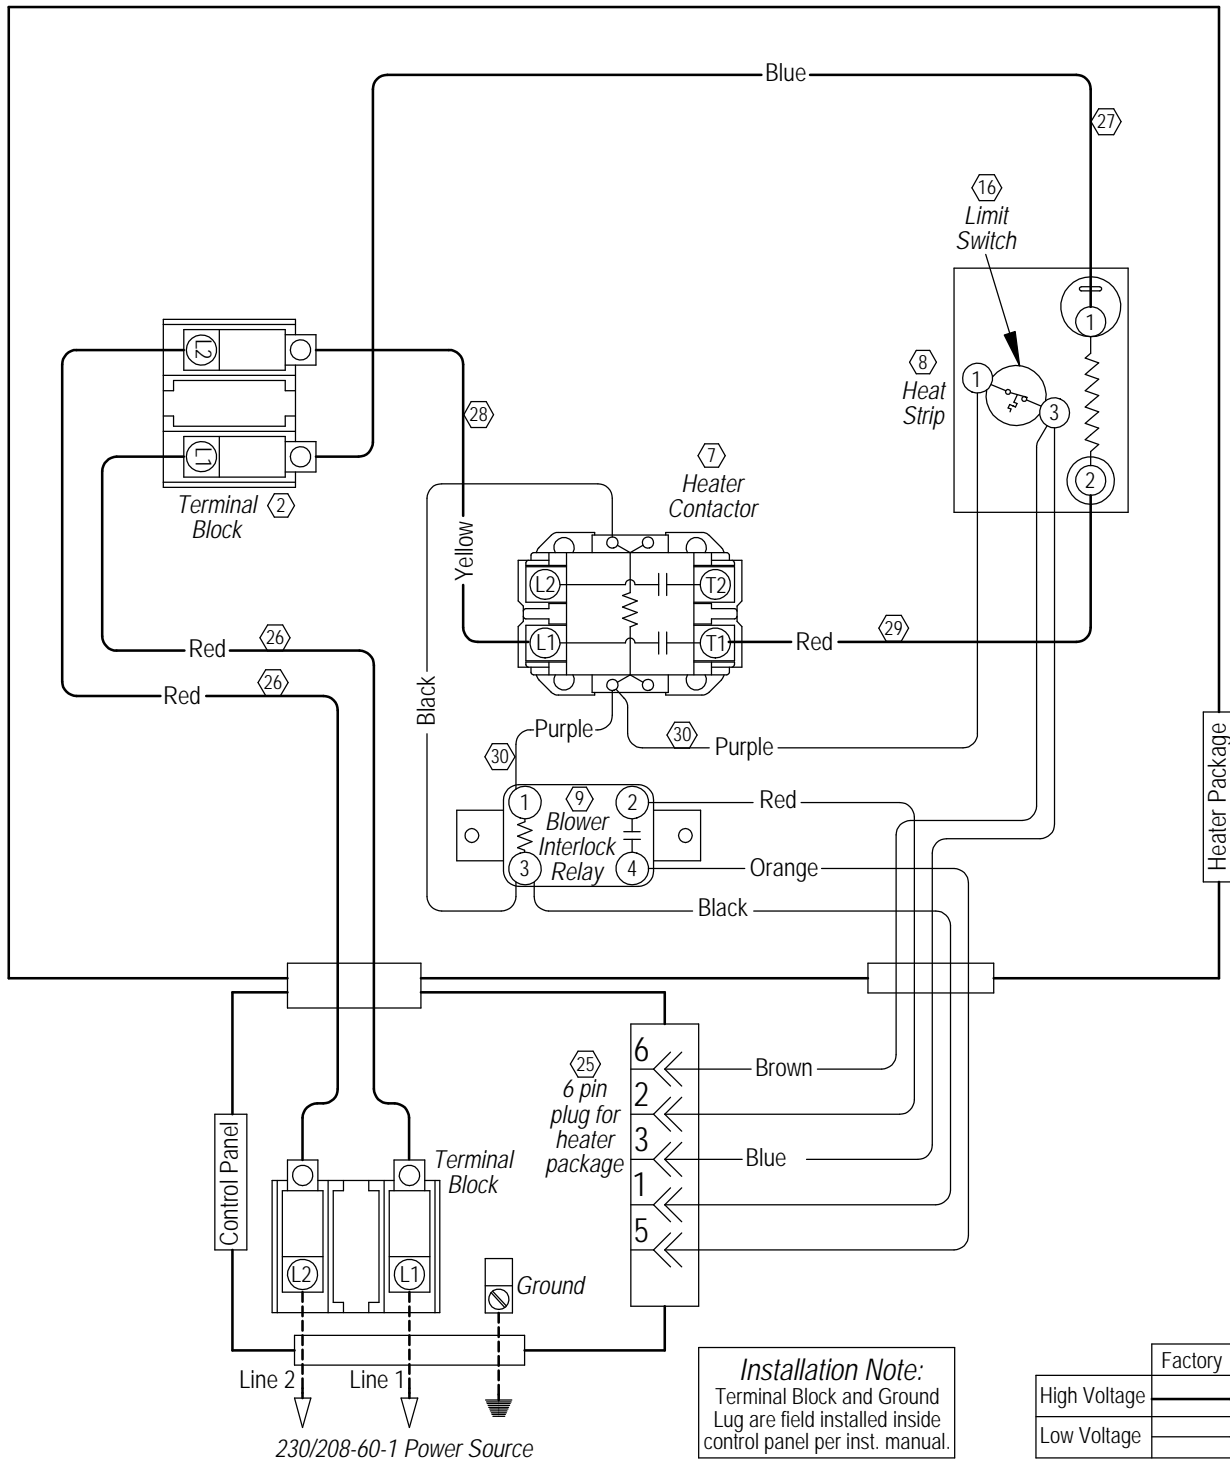 Blue
27
16
Limit
Switch
1
L2
8
Heat
Strip
1
3
28
L1
7
Heater
Contactor
2
Terminal 2
Block
Yellow
L2
T2
L1
T1
Red
29
Red
26
Red
26
Black
Purple
30
30
Purple
Heater Package
1
9
2
Red
Blower
Interlock
Relay
3
4
Orange
Black
6
Brown
25
6 pin
plug for
heater
package
2
3
Blue
1
5
Control Panel
Terminal
Block
L2
L1
Ground
Line 2
Line 1
230/208-60-1 Power Source
Installation Note:
Terminal Block and Ground
Lug are field installed inside
control panel per inst. manual.
Factory
High Voltage
Low Voltage